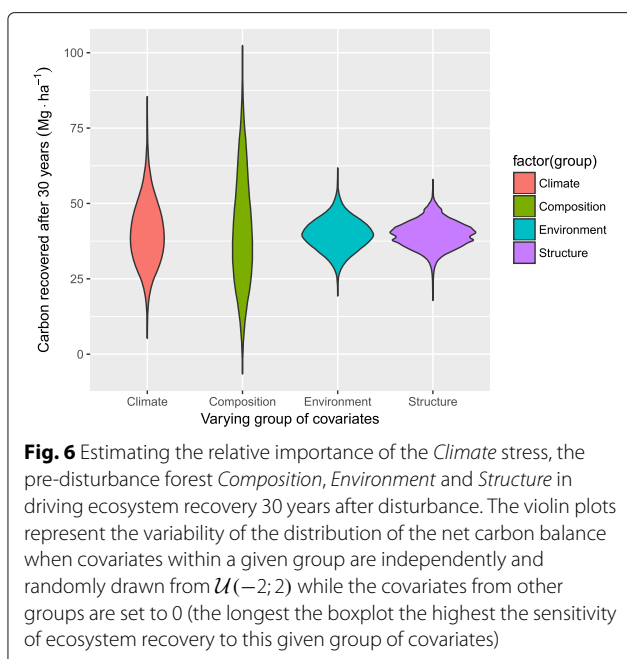 Carbon recovered after 30 years (Mg · ha⁻¹)
100
75
50
25
0
Climate
Composition
Environment
Structure
Varying group of covariates
factor(group)
Climate
Composition
Environment
Structure
Fig. 6 Estimating the relative importance of the Climate stress, the
pre-disturbance forest Composition, Environment and Structure in
driving ecosystem recovery 30 years after disturbance. The violin plots
represent the variability of the distribution of the net carbon balance
when covariates within a given group are independently and
randomly drawn from 𝒰(−2; 2) while the covariates from other
groups are set to 0 (the longest the boxplot the highest the sensitivity
of ecosystem recovery to this given group of covariates)